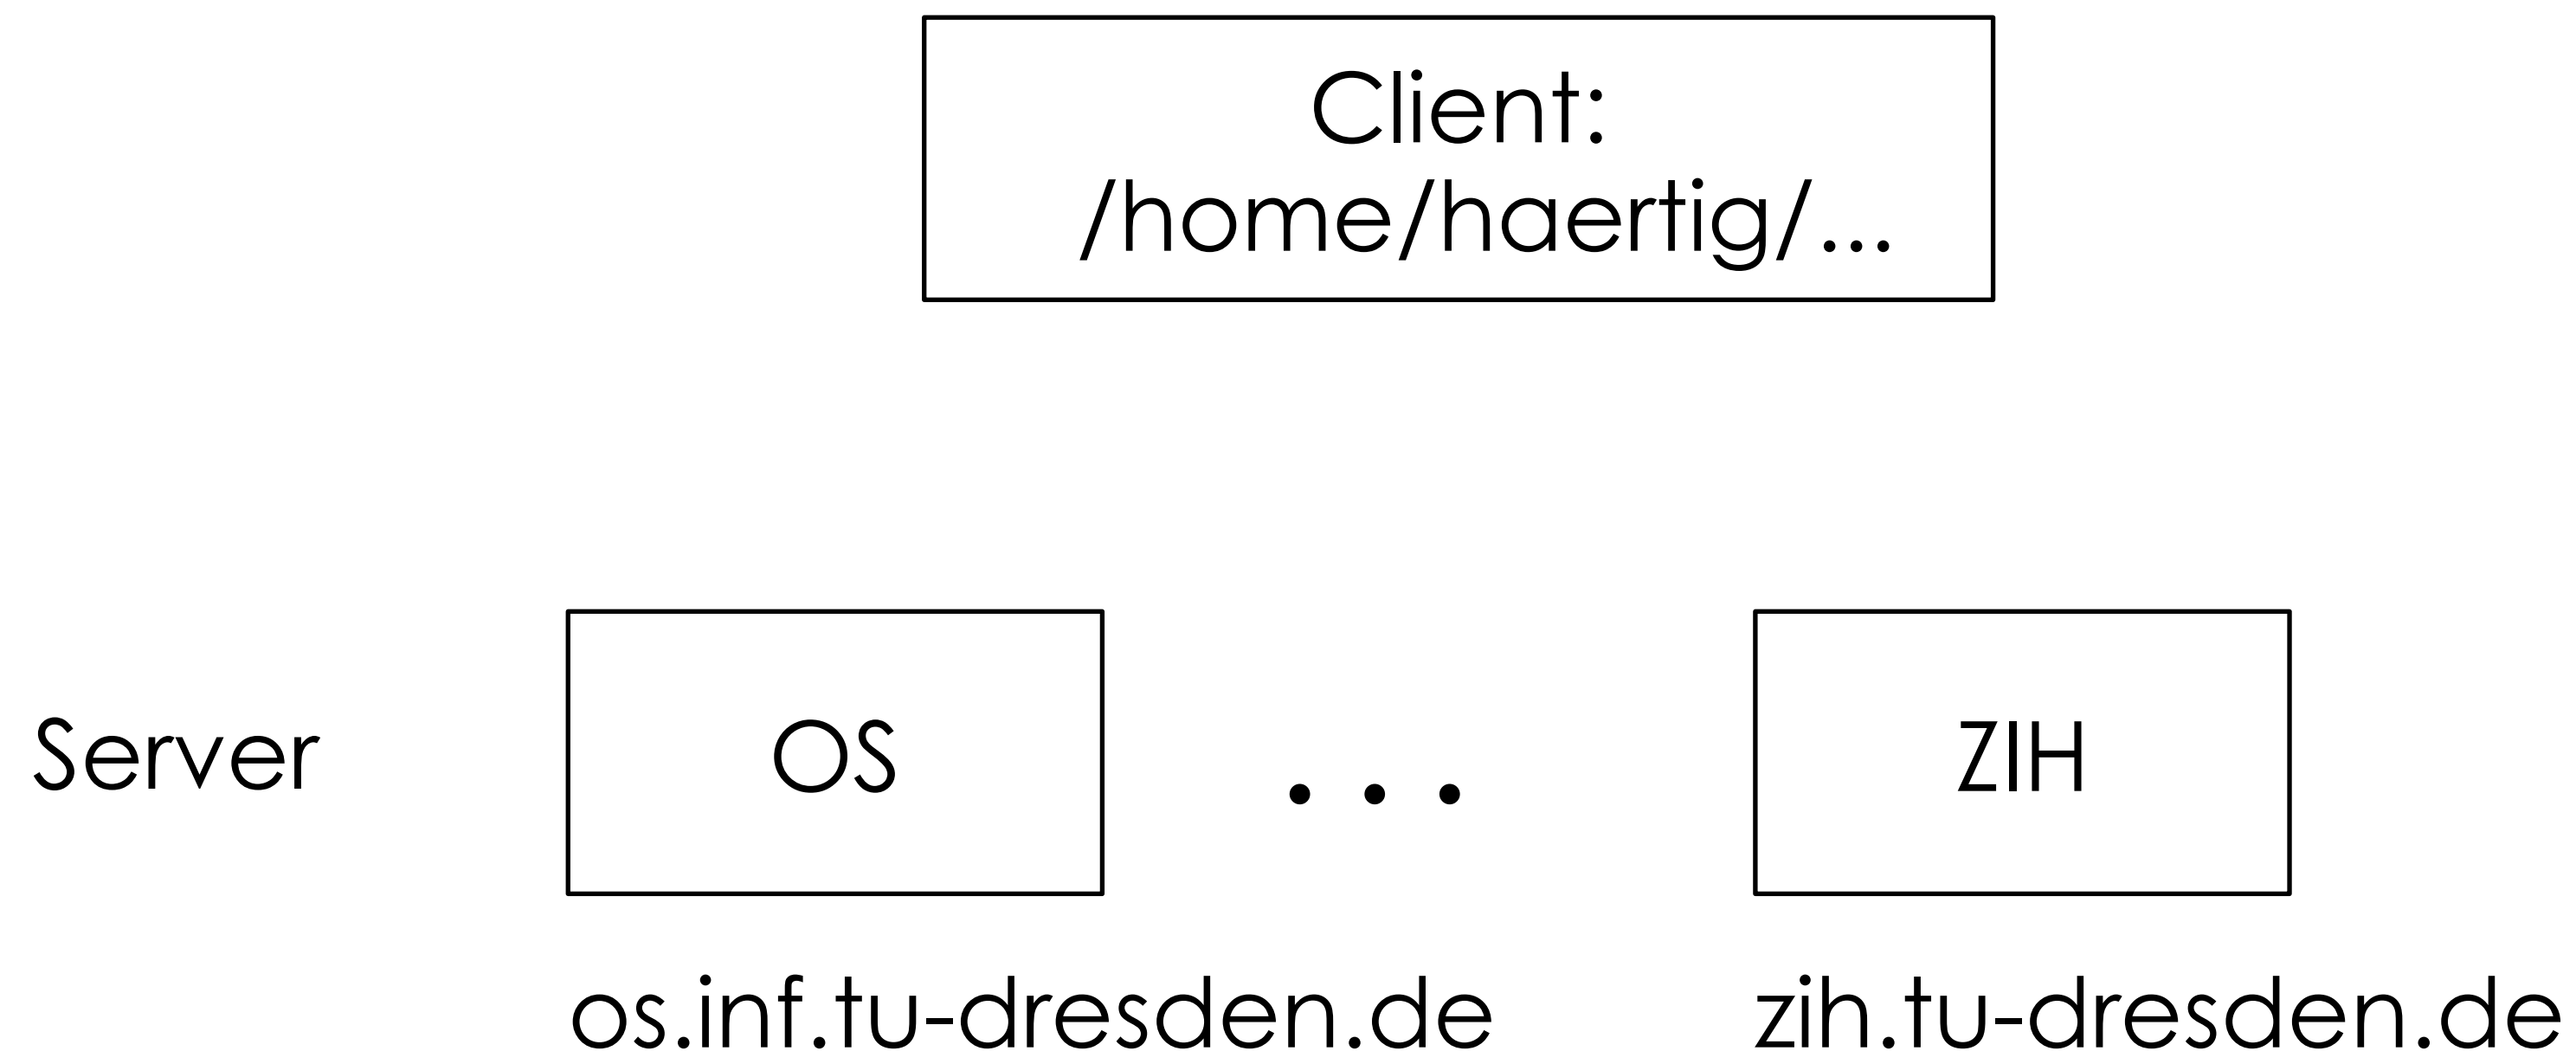 Client:
/home/haertig/...
Server
OS
...
ZIH
os.inf.tu-dresden.de
zih.tu-dresden.de